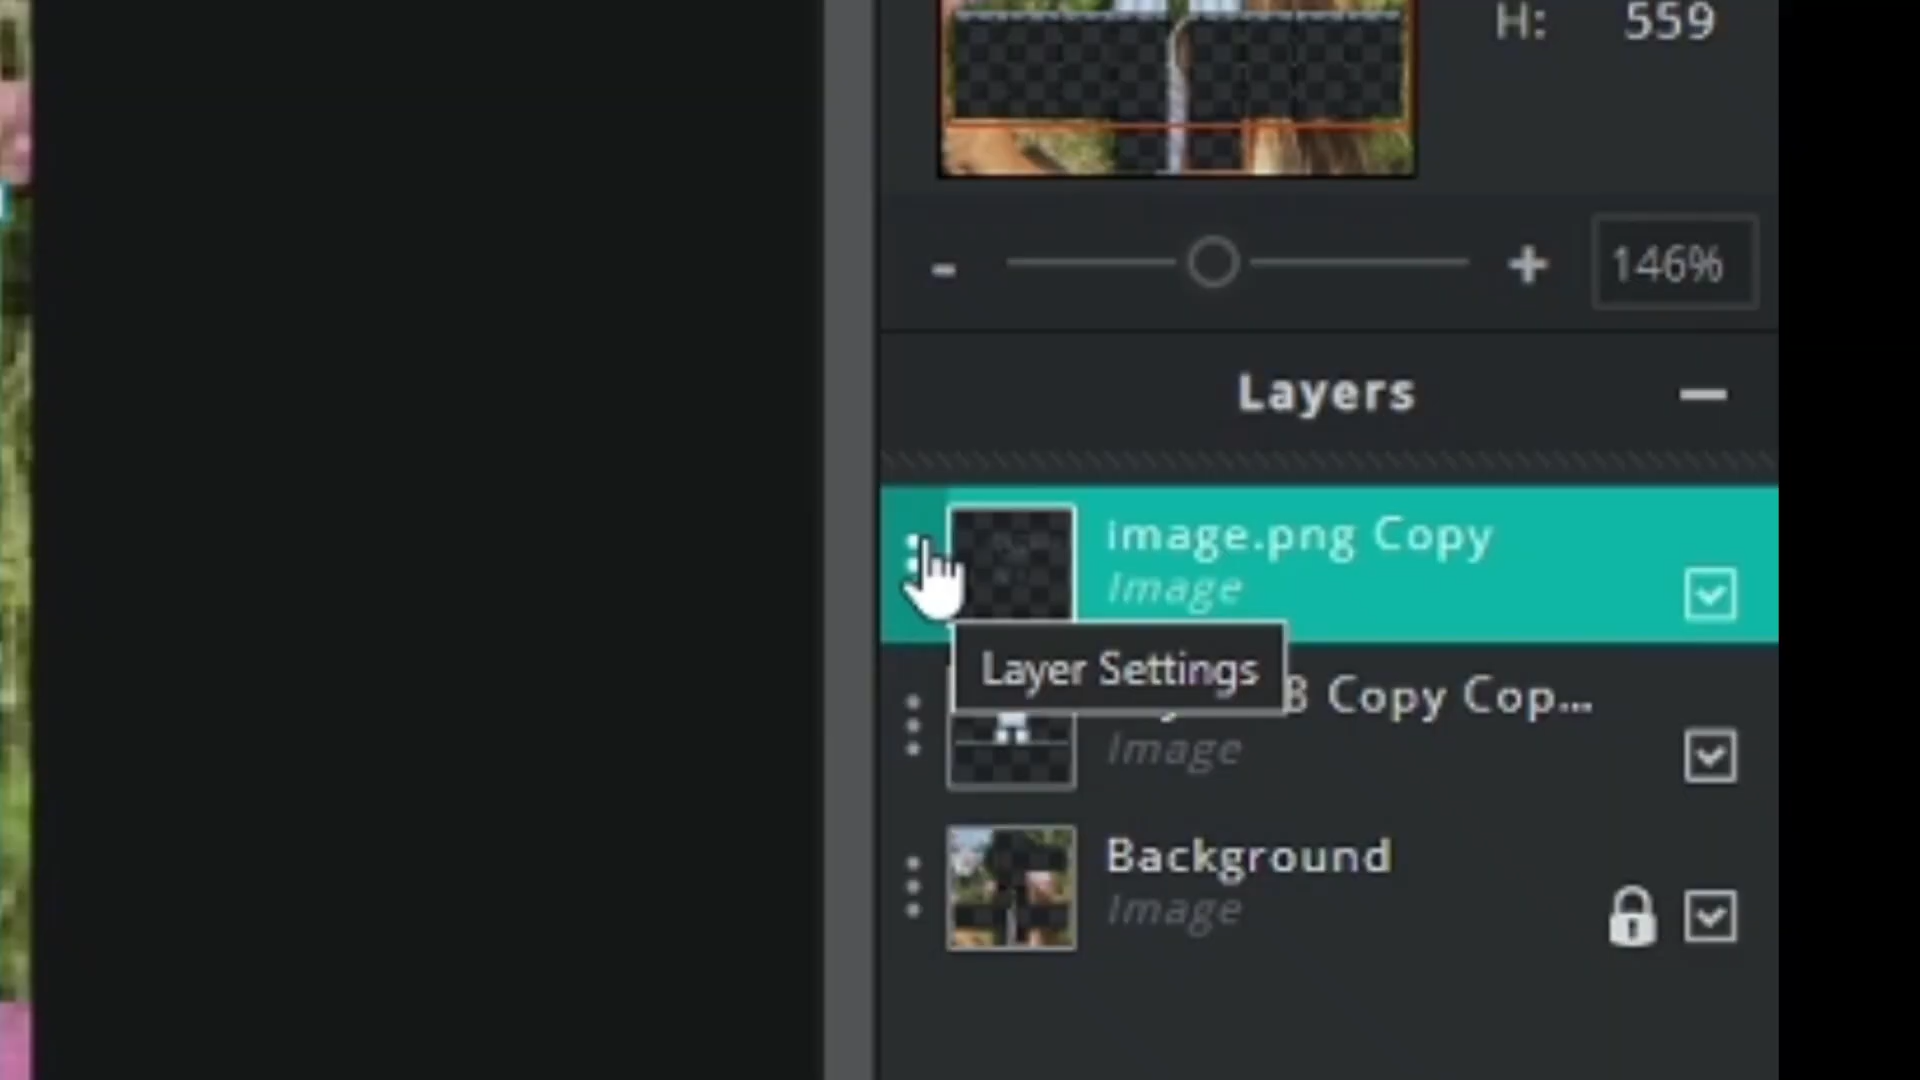 H: 559
- + 146%
Layers
image.png Copy
Image
Layer Settings
B Copy Cop...
Image
Background
Image